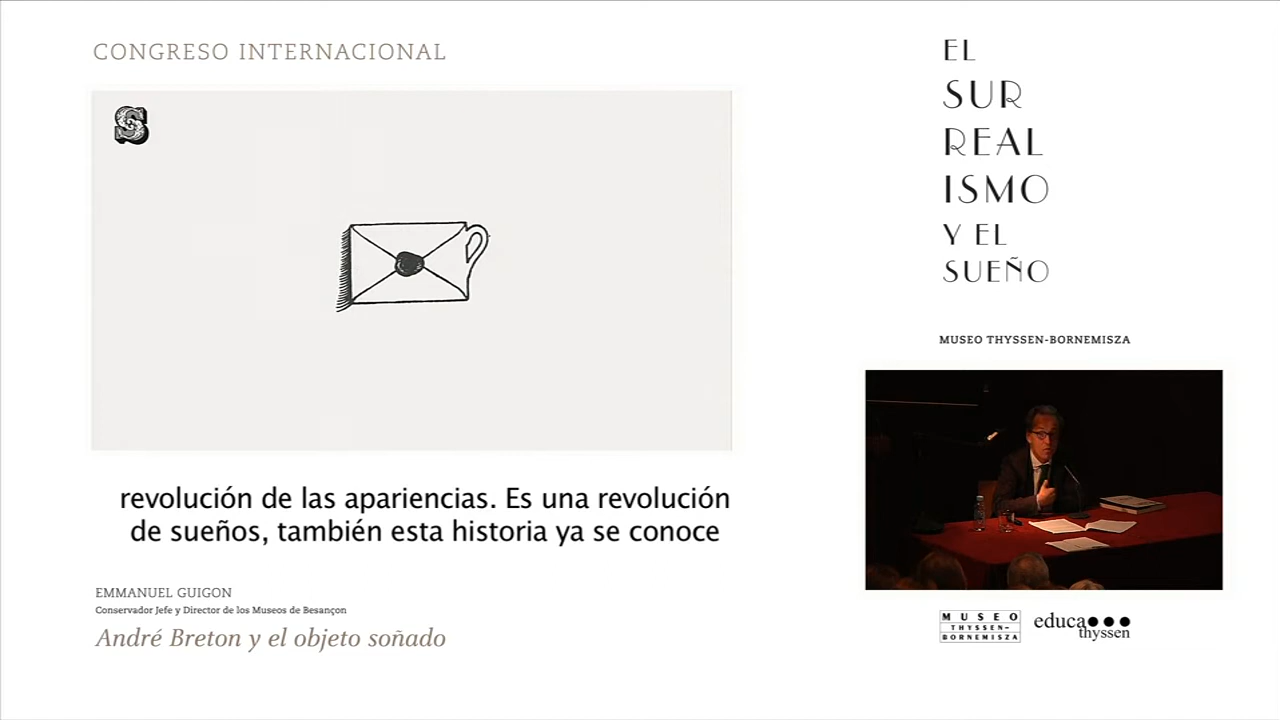 CONGRESO INTERNACIONAL
S
revolución de las apariencias. Es una revolución
de sueños, también esta historia ya se conoce
EMMANUEL GUIGON
Conservador Jefe y Director de los Museos de Besançon
André Breton y el objeto soñado
EL
SUR
REAL
ISMO
Y EL
SUEÑO
MUSEO THYSSEN-BORNEMISZA
MUSEO
THYSSEN-
BORNEMISZA
educa
thyssen